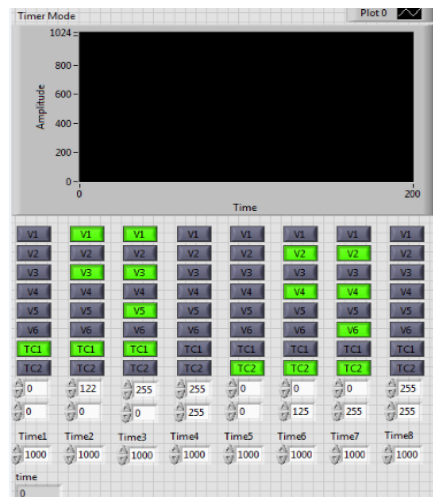 Timer Mode Plot 0
1024
800
600
400
200
0
Amplitude
0 200
Time
V1 V1 V1 V1 V1 V1 V1 V1
V2 V2 V2 V2 V2 V2 V2 V2
V3 V3 V3 V3 V3 V3 V3 V3
V4 V4 V4 V4 V4 V4 V4 V4
V5 V5 V5 V5 V5 V5 V5 V5
V6 V6 V6 V6 V6 V6 V6 V6
TC1 TC1 TC1 TC1 TC1 TC1 TC1 TC1
TC2 TC2 TC2 TC2 TC2 TC2 TC2 TC2
0 122 255 255 0 0 0 255
0 0 0 255 0 125 255 255
Time1 Time2 Time3 Time4 Time5 Time6 Time7 Time8
1000 1000 1000 1000 1000 1000 1000 1000
time
0